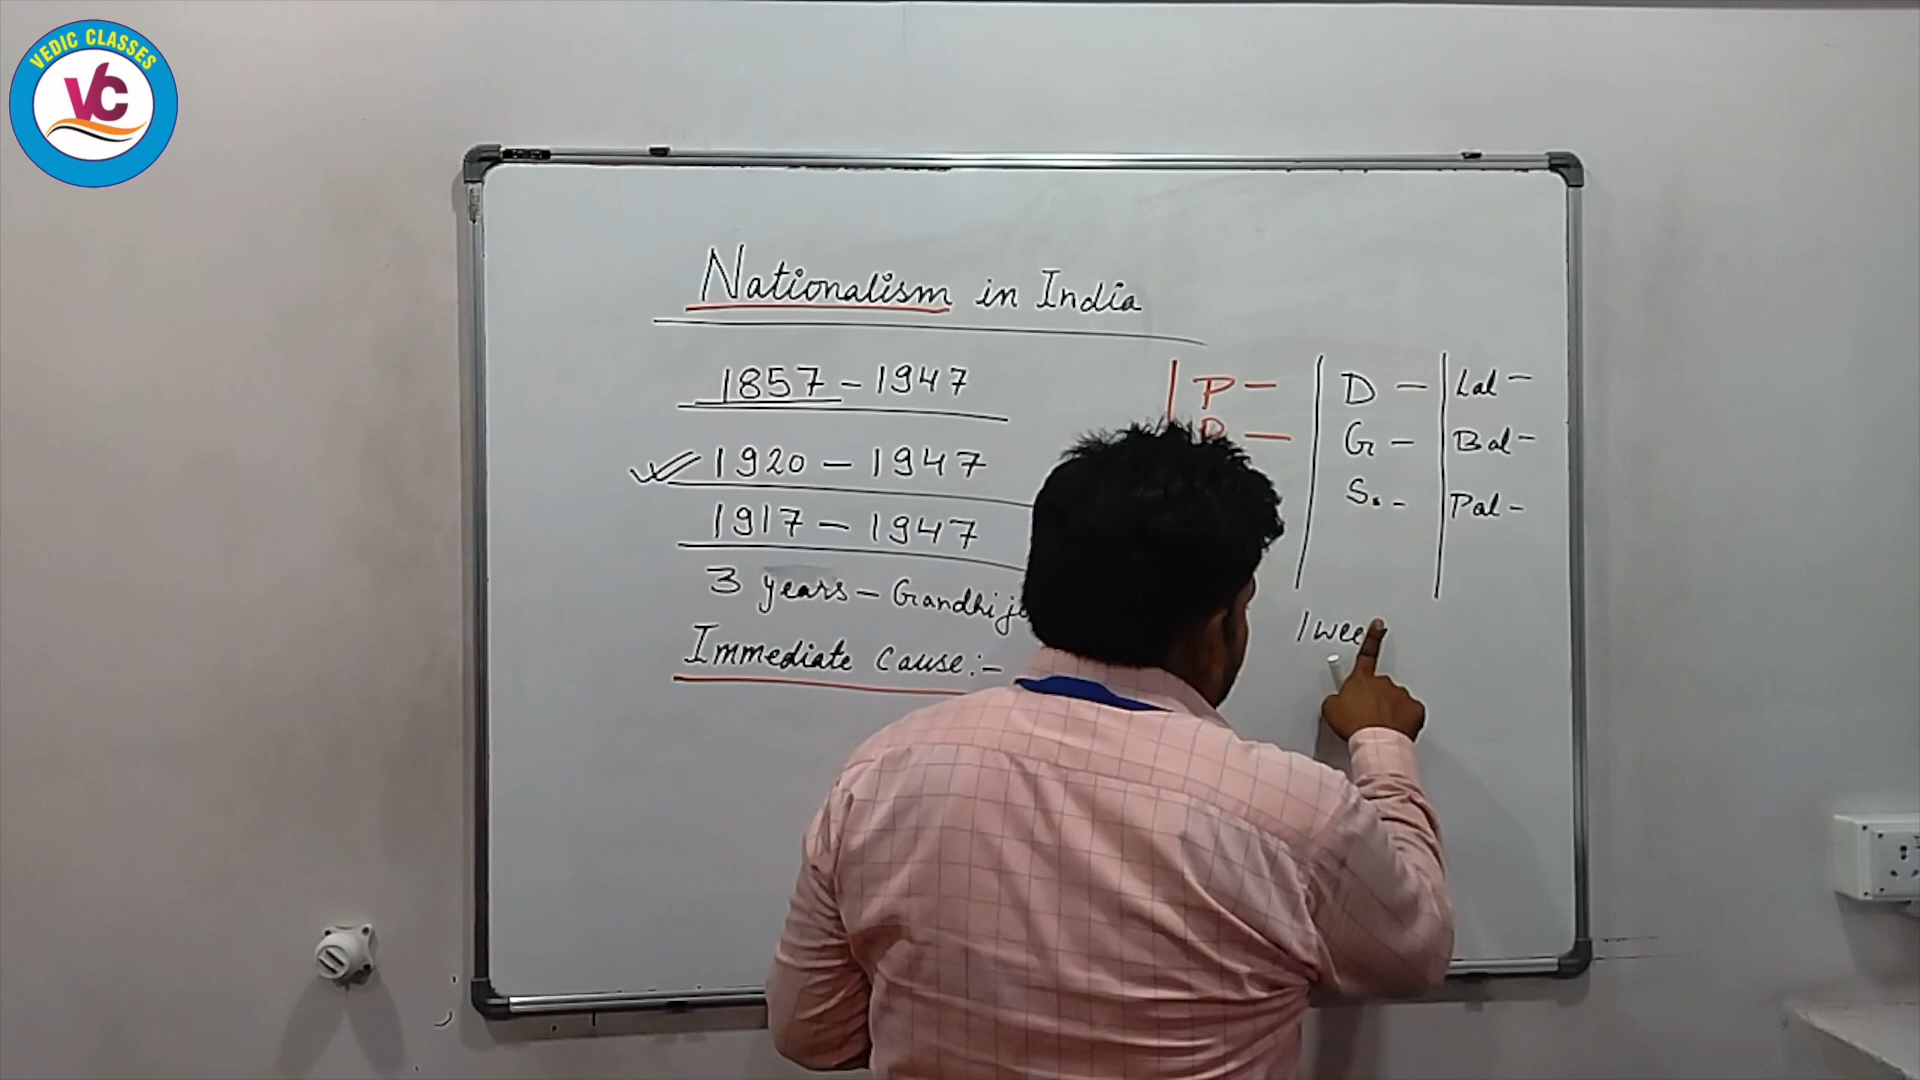 VEDIC CLASSES
VC
Nationalism in India
1857 - 1947
1920 - 1947
1917 - 1947
3 years - Gandhi
Immediate Cause:-
P -
D -
G -
S. -
Lal -
Bal -
Pal -
1